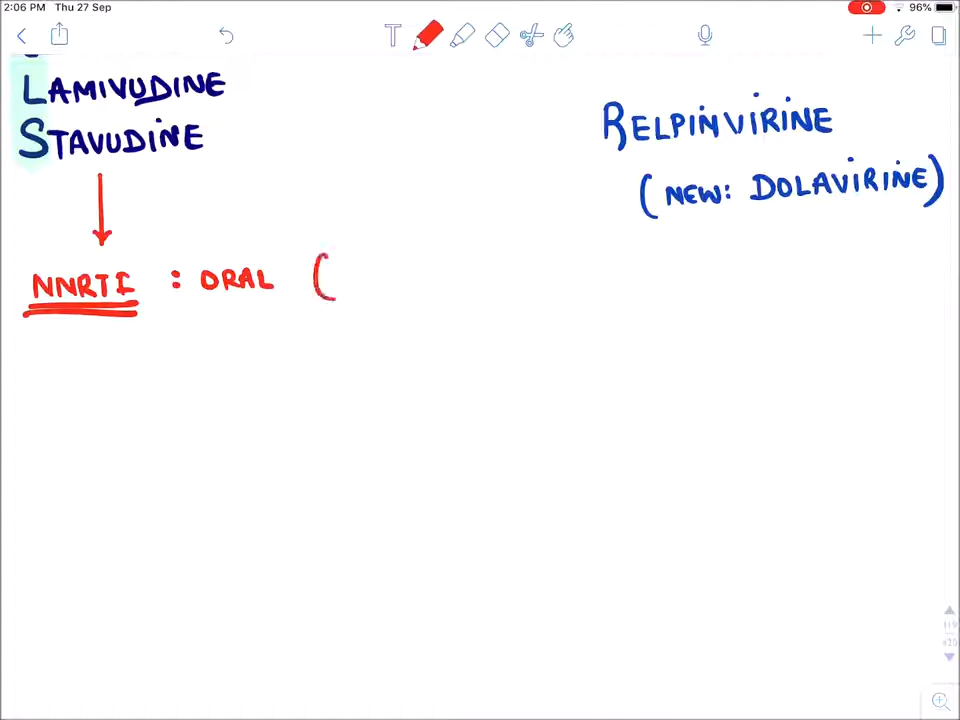 2:06 PM Thu 27 Sep
96%
T
LAMIVUDINE
STAVUDINE
RELPINVIRINE
(NEW: DOLAVIRINE)
NNRTI : ORAL (